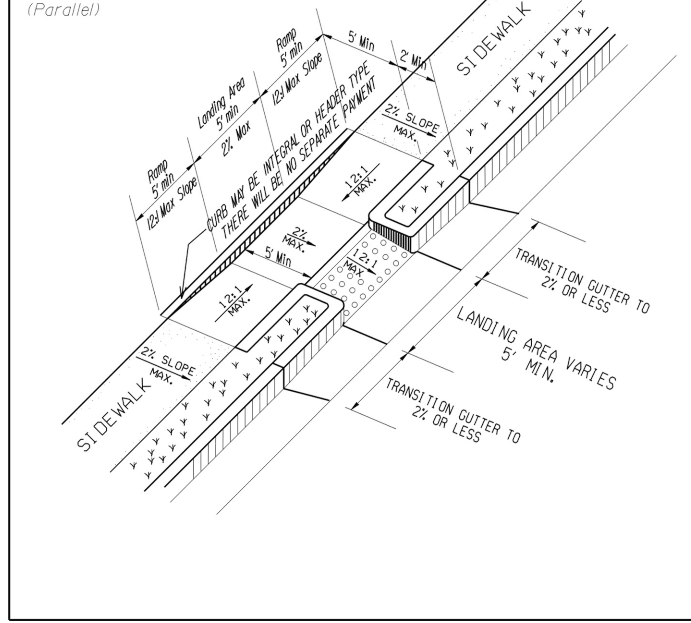 (Parallel)
Ramp
5' min
12:1 Max Slope
Landing Area
5' min
2% Max
Ramp
5' min
12:1 Max Slope
5' Min
2' Min
SIDEWALK
CURB MAY BE INTEGRAL OR HEADER TYPE
THERE WILL BE NO SEPARATE PAYMENT
2% SLOPE
MAX.
12:1
MAX.
2%
MAX.
5' Min
12:1
MAX
12:1
MAX.
2% SLOPE
MAX.
SIDEWALK
TRANSITION GUTTER TO
2% OR LESS
LANDING AREA VARIES
5' MIN.
TRANSITION GUTTER TO
2% OR LESS